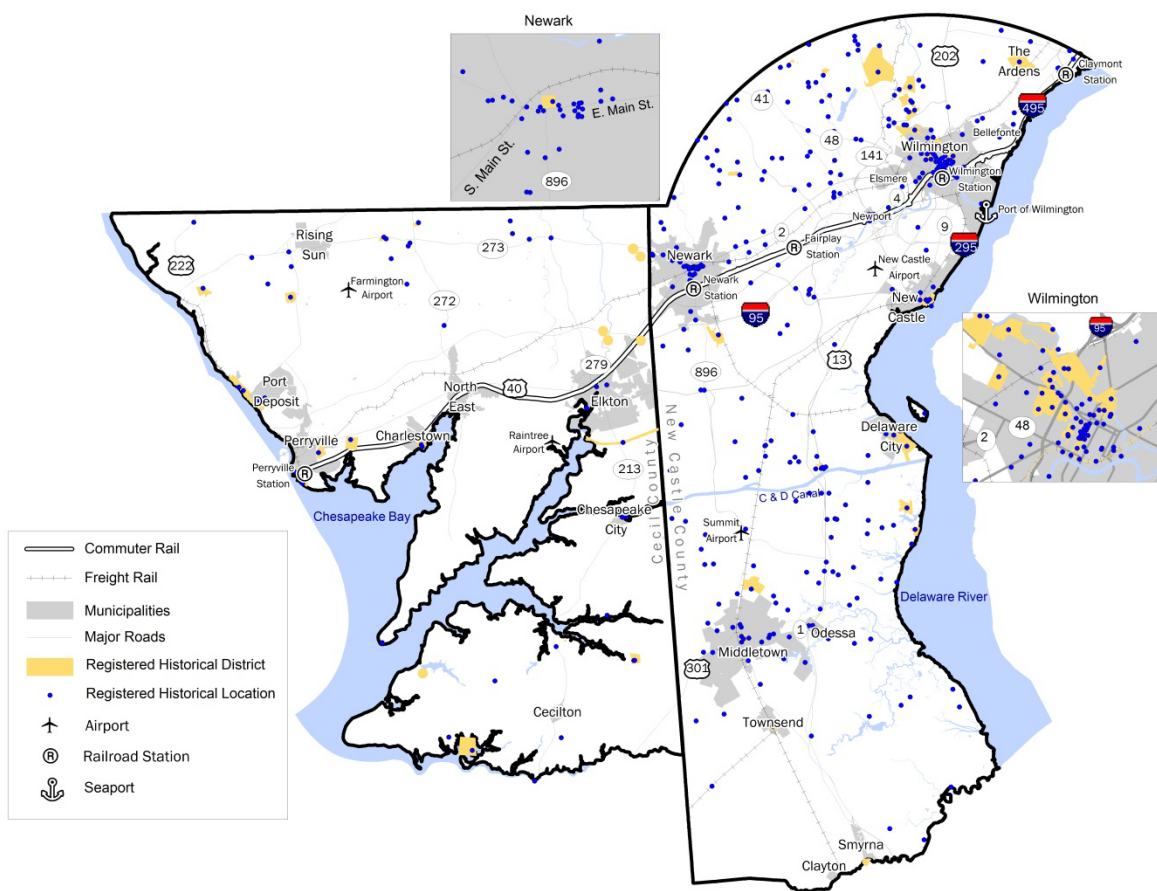 Newark
E. Main St.
S. Main St.
896
202
The
Ardens
Claymont
Station
R
495
41
48
141
Bellefonte
Wilmington
Elsmere
R
Wilmington
Station
4
Port of Wilmington
Newport
9
2
Fairplay
Station
R
295
New Castle
Airport
New
Castle
Newark
R
Newark
Station
95
896
13
Wilmington
95
2
48
Rising
Sun
222
273
Farmington
Airport
272
279
North
East
40
Elkton
Port
Deposit
Perryville
Charlestown
Raintree
Airport
R
Perryville
Station
213
Cecil County
New Castle County
Delaware
City
C & D Canal
Chesapeake Bay
Chesapeake
City
Summit
Airport
Delaware River
1
Odessa
Middletown
301
Cecilton
Townsend
Smyrna
Clayton
Commuter Rail
Freight Rail
Municipalities
Major Roads
Registered Historical District
Registered Historical Location
Airport
R
Railroad Station
Seaport